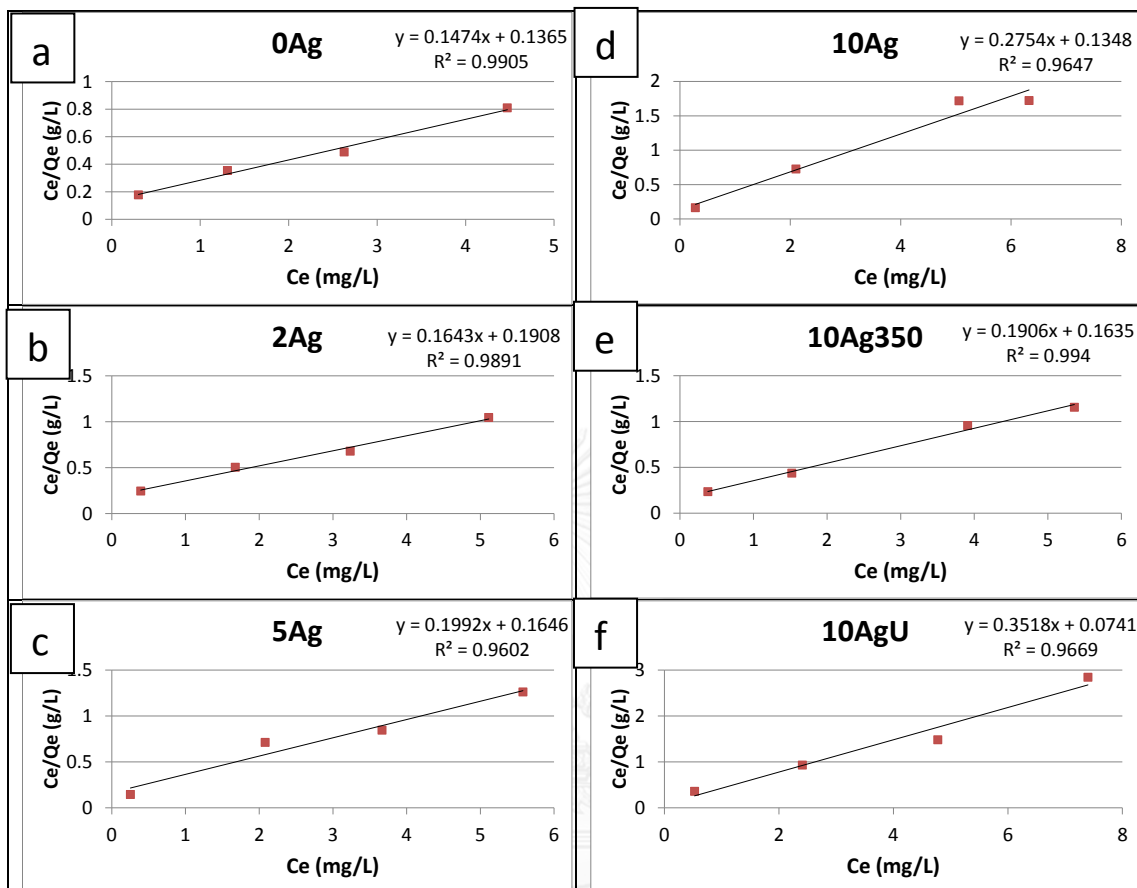 a
0Ag
y = 0.1474x + 0.1365
R² = 0.9905
Ce/Qe (g/L)
1
0.8
0.6
0.4
0.2
0
0 1 2 3 4 5
Ce (mg/L)
d
10Ag
y = 0.2754x + 0.1348
R² = 0.9647
Ce/Qe (g/L)
2
1.5
1
0.5
0
0 2 4 6 8
Ce (mg/L)
b
2Ag
y = 0.1643x + 0.1908
R² = 0.9891
Ce/Qe (g/L)
1.5
1
0.5
0
0 1 2 3 4 5 6
Ce (mg/L)
e
10Ag350
y = 0.1906x + 0.1635
R² = 0.994
Ce/Qe (g/L)
1.5
1
0.5
0
0 1 2 3 4 5 6
Ce (mg/L)
c
5Ag
y = 0.1992x + 0.1646
R² = 0.9602
Ce/Qe (g/L)
1.5
1
0.5
0
0 1 2 3 4 5 6
Ce (mg/L)
f
10AgU
y = 0.3518x + 0.0741
R² = 0.9669
Ce/Qe (g/L)
3
2
1
0
0 2 4 6 8
Ce (mg/L)